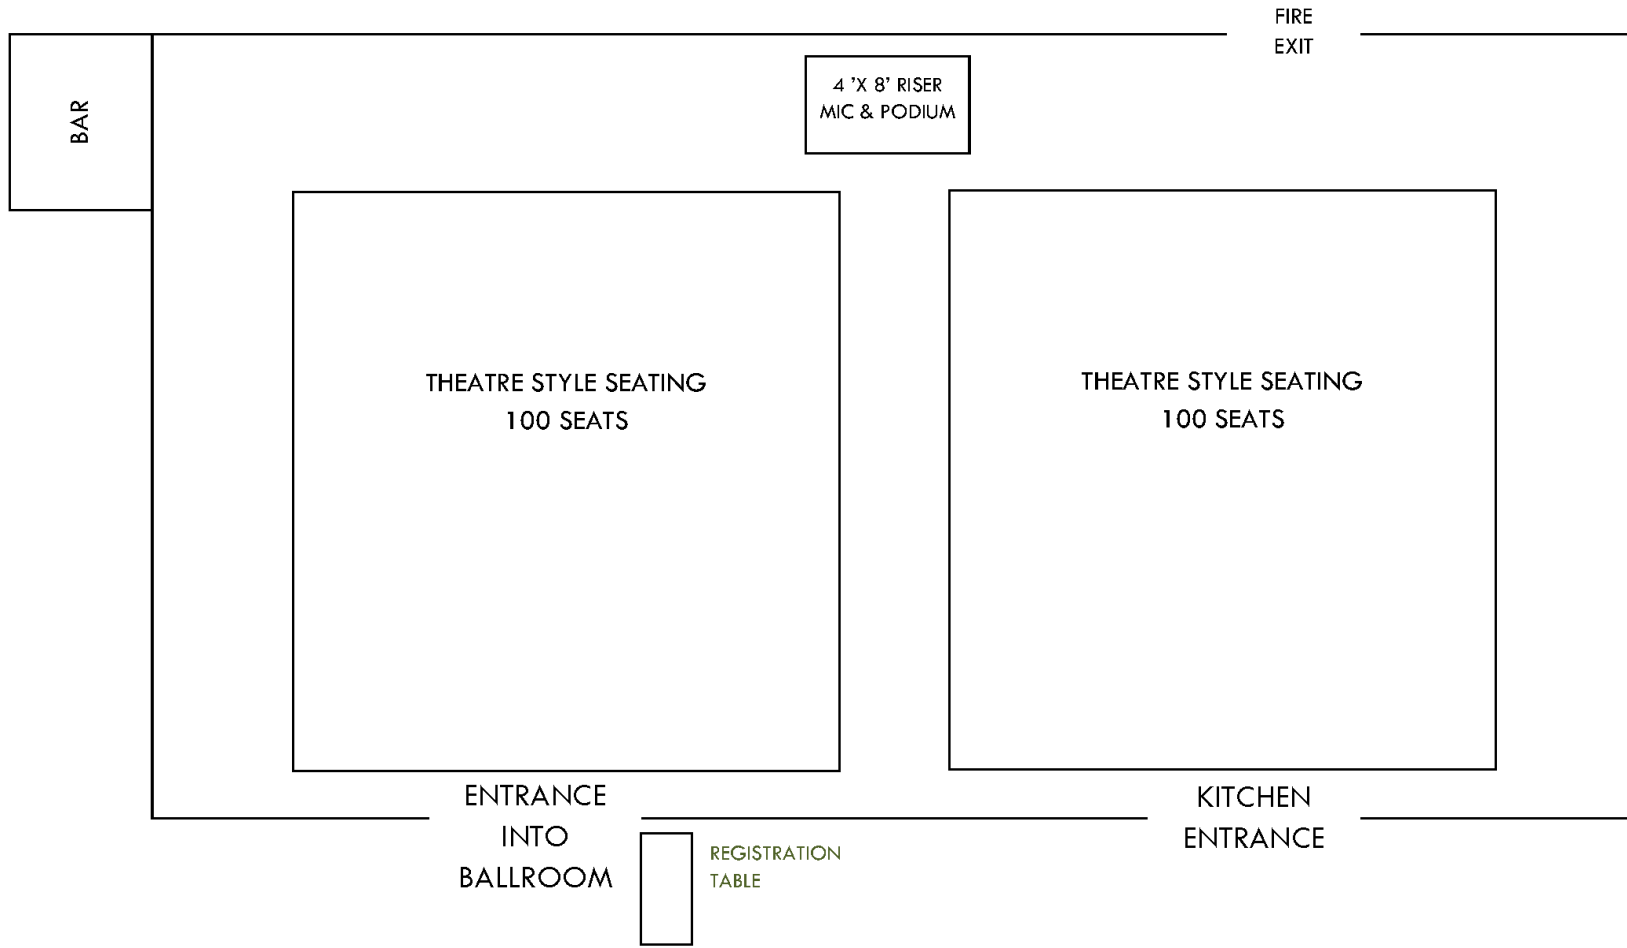 FIRE
EXIT
BAR
4 'X 8' RISER
MIC & PODIUM
THEATRE STYLE SEATING
100 SEATS
THEATRE STYLE SEATING
100 SEATS
ENTRANCE
INTO
BALLROOM
KITCHEN
ENTRANCE
REGISTRATION
TABLE